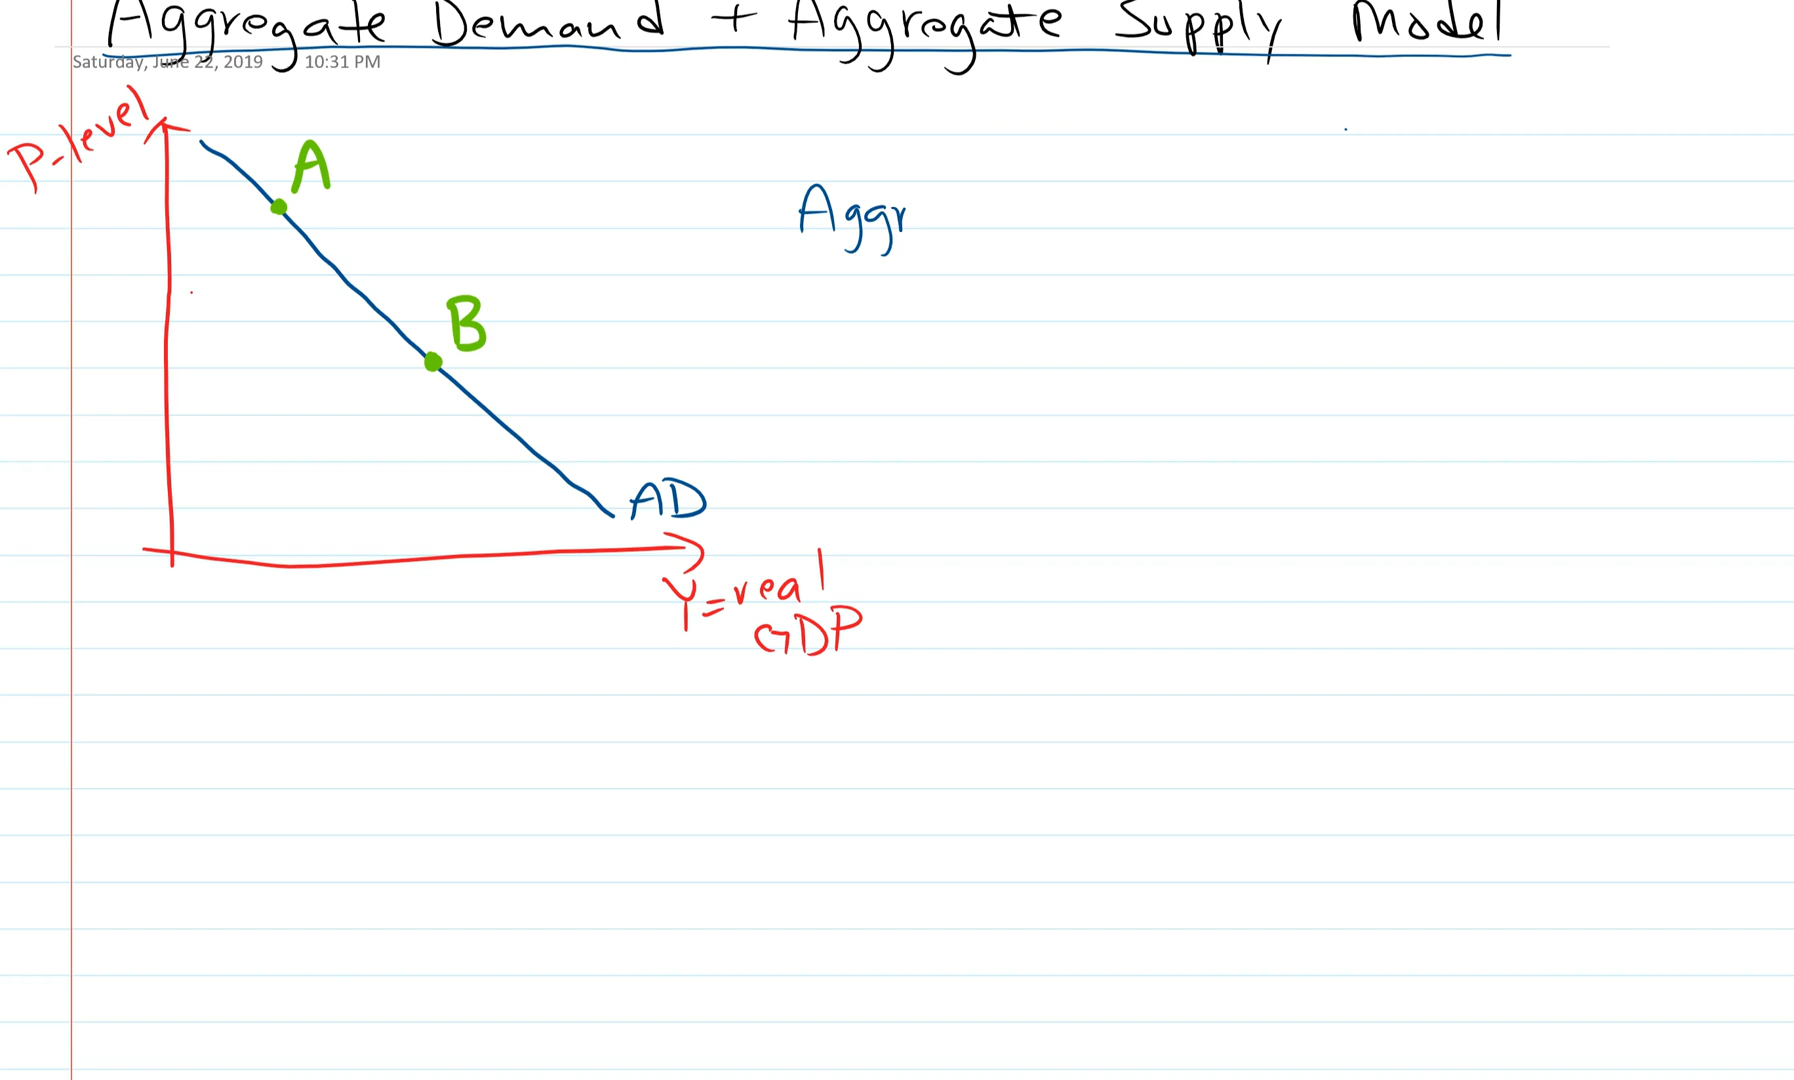 Aggregate Demand + Aggregate Supply Model
Saturday, June 22, 2019 10:31 PM
P-level
A
Aggr
B
AD
Y=real
GDP